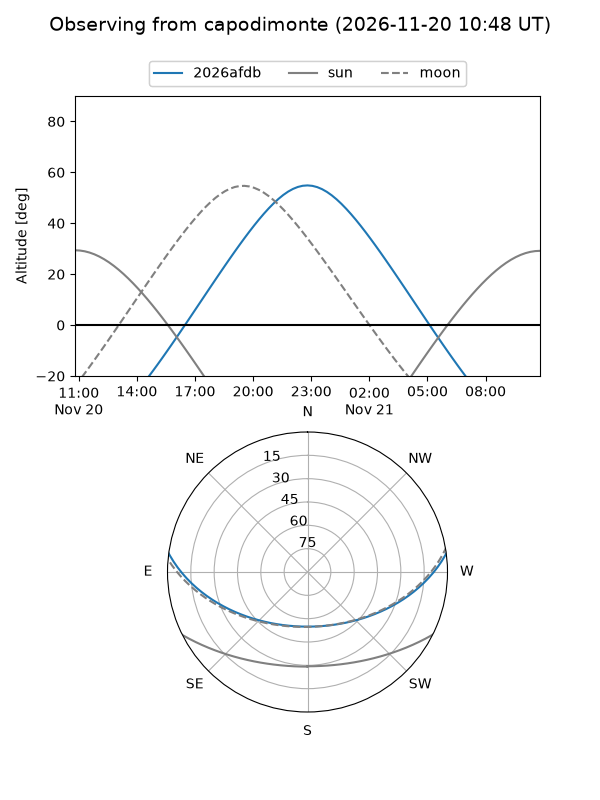 Observing from capodimonte (2026-11-20 10:48 UT)
2026afdb sun moon
Altitude [deg]
80
60
40
20
0
−20
11:00 14:00 17:00 20:00 23:00 02:00 05:00 08:00
Nov 20 Nov 21
N
NE NW
15
30
45
60
75
E W
SE SW
S